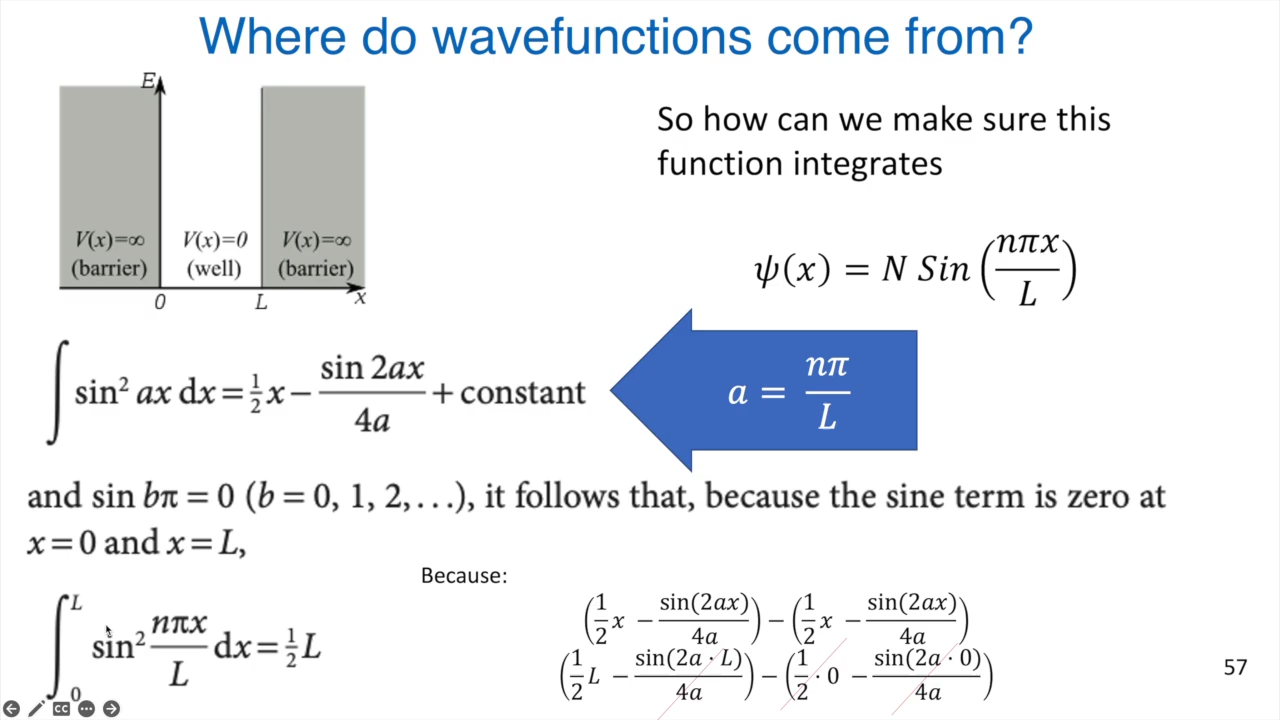 Where do wavefunctions come from?
E
V(x)=∞ V(x)=0 V(x)=∞
(barrier) (well) (barrier)
0 L x
So how can we make sure this
function integrates
ψ(x) = N Sin (nπx/L)
∫ sin² ax dx = ½x − sin 2ax/4a + constant
a = nπ/L
and sin bπ = 0 (b = 0, 1, 2,…), it follows that, because the sine term is zero at
x = 0 and x = L,
Because:
∫₀ᴸ sin² nπx/L dx = ½L
(1/2 x − sin(2ax)/4a) − (1/2 x − sin(2ax)/4a)
(1/2 L − sin(2a · L)/4a) − (1/2 · 0 − sin(2a · 0)/4a)
57
CC